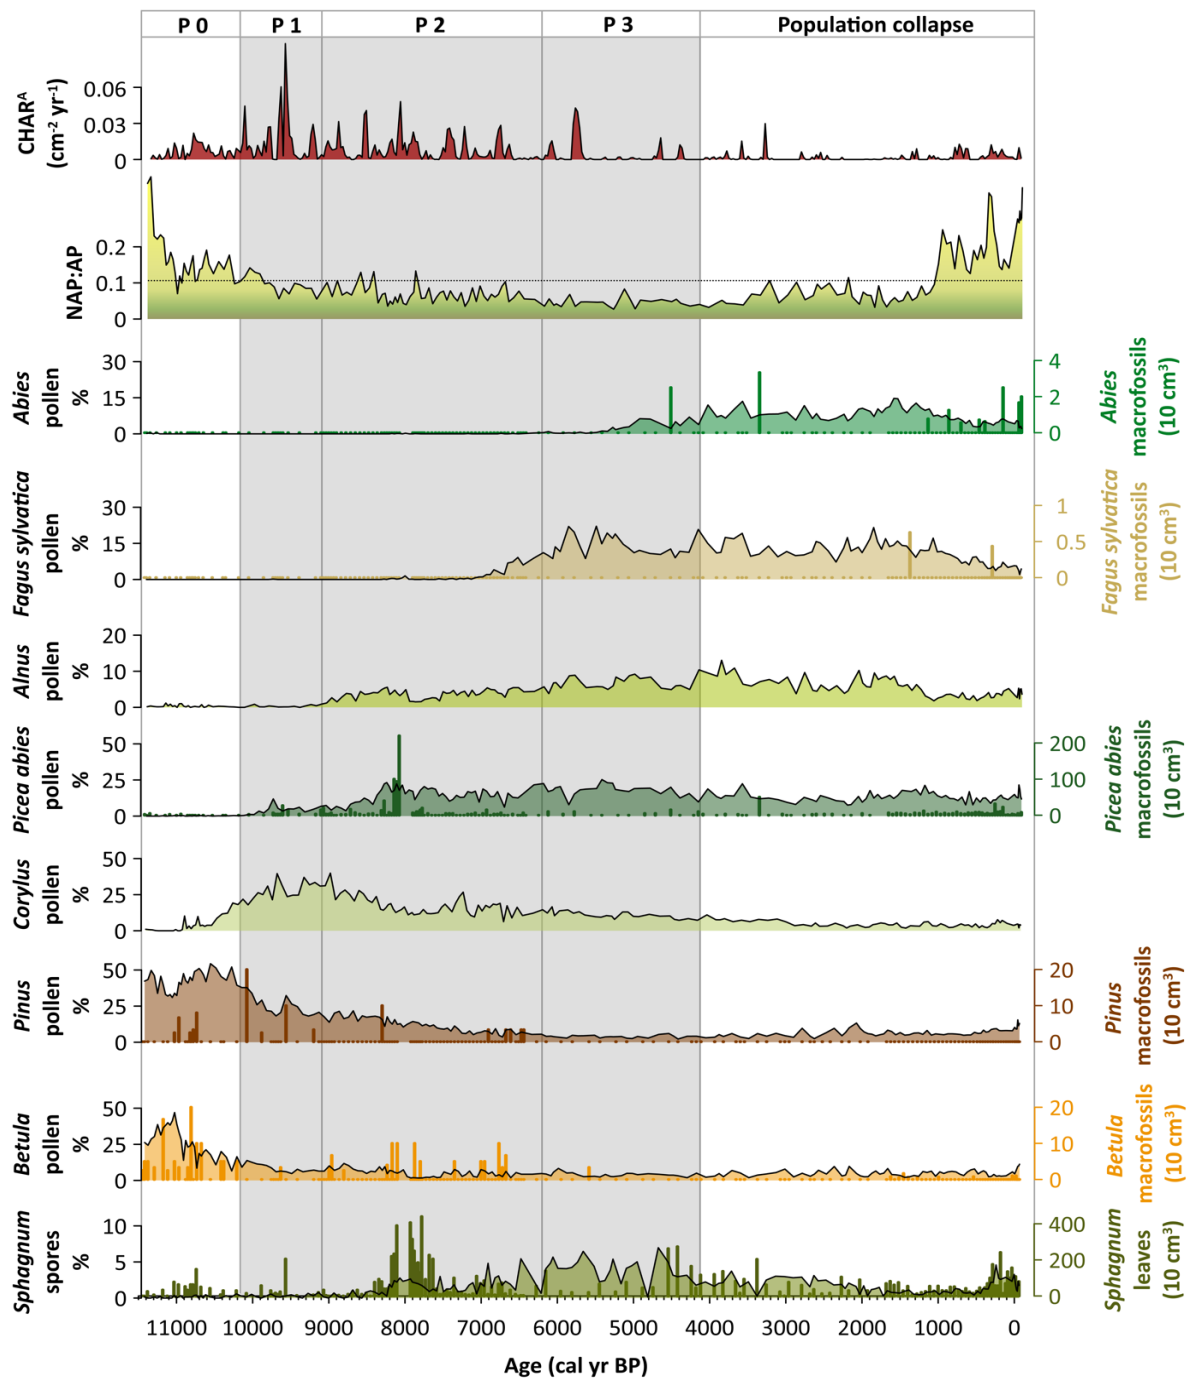 P 0 P 1 P 2 P 3 Population collapse
CHARᴬ
(cm⁻² yr⁻¹)
0.06
0.03
0
NAP:AP
0.2
0.1
0
Abies
pollen
%
30
15
0
4
2
0
Abies
macrofossils
(10 cm³)
Fagus sylvatica
pollen
%
30
15
0
1
0.5
0
Fagus sylvatica
macrofossils
(10 cm³)
Alnus
pollen
%
20
10
0
Picea abies
pollen
%
50
25
0
200
100
0
Picea abies
macrofossils
(10 cm³)
Corylus
pollen
%
50
25
0
Pinus
pollen
%
50
25
0
20
10
0
Pinus
macrofossils
(10 cm³)
Betula
pollen
%
50
25
0
20
10
0
Betula
macrofossils
(10 cm³)
Sphagnum
spores
%
10
5
0
400
200
0
Sphagnum
leaves
(10 cm³)
11000 10000 9000 8000 7000 6000 5000 4000 3000 2000 1000 0
Age (cal yr BP)